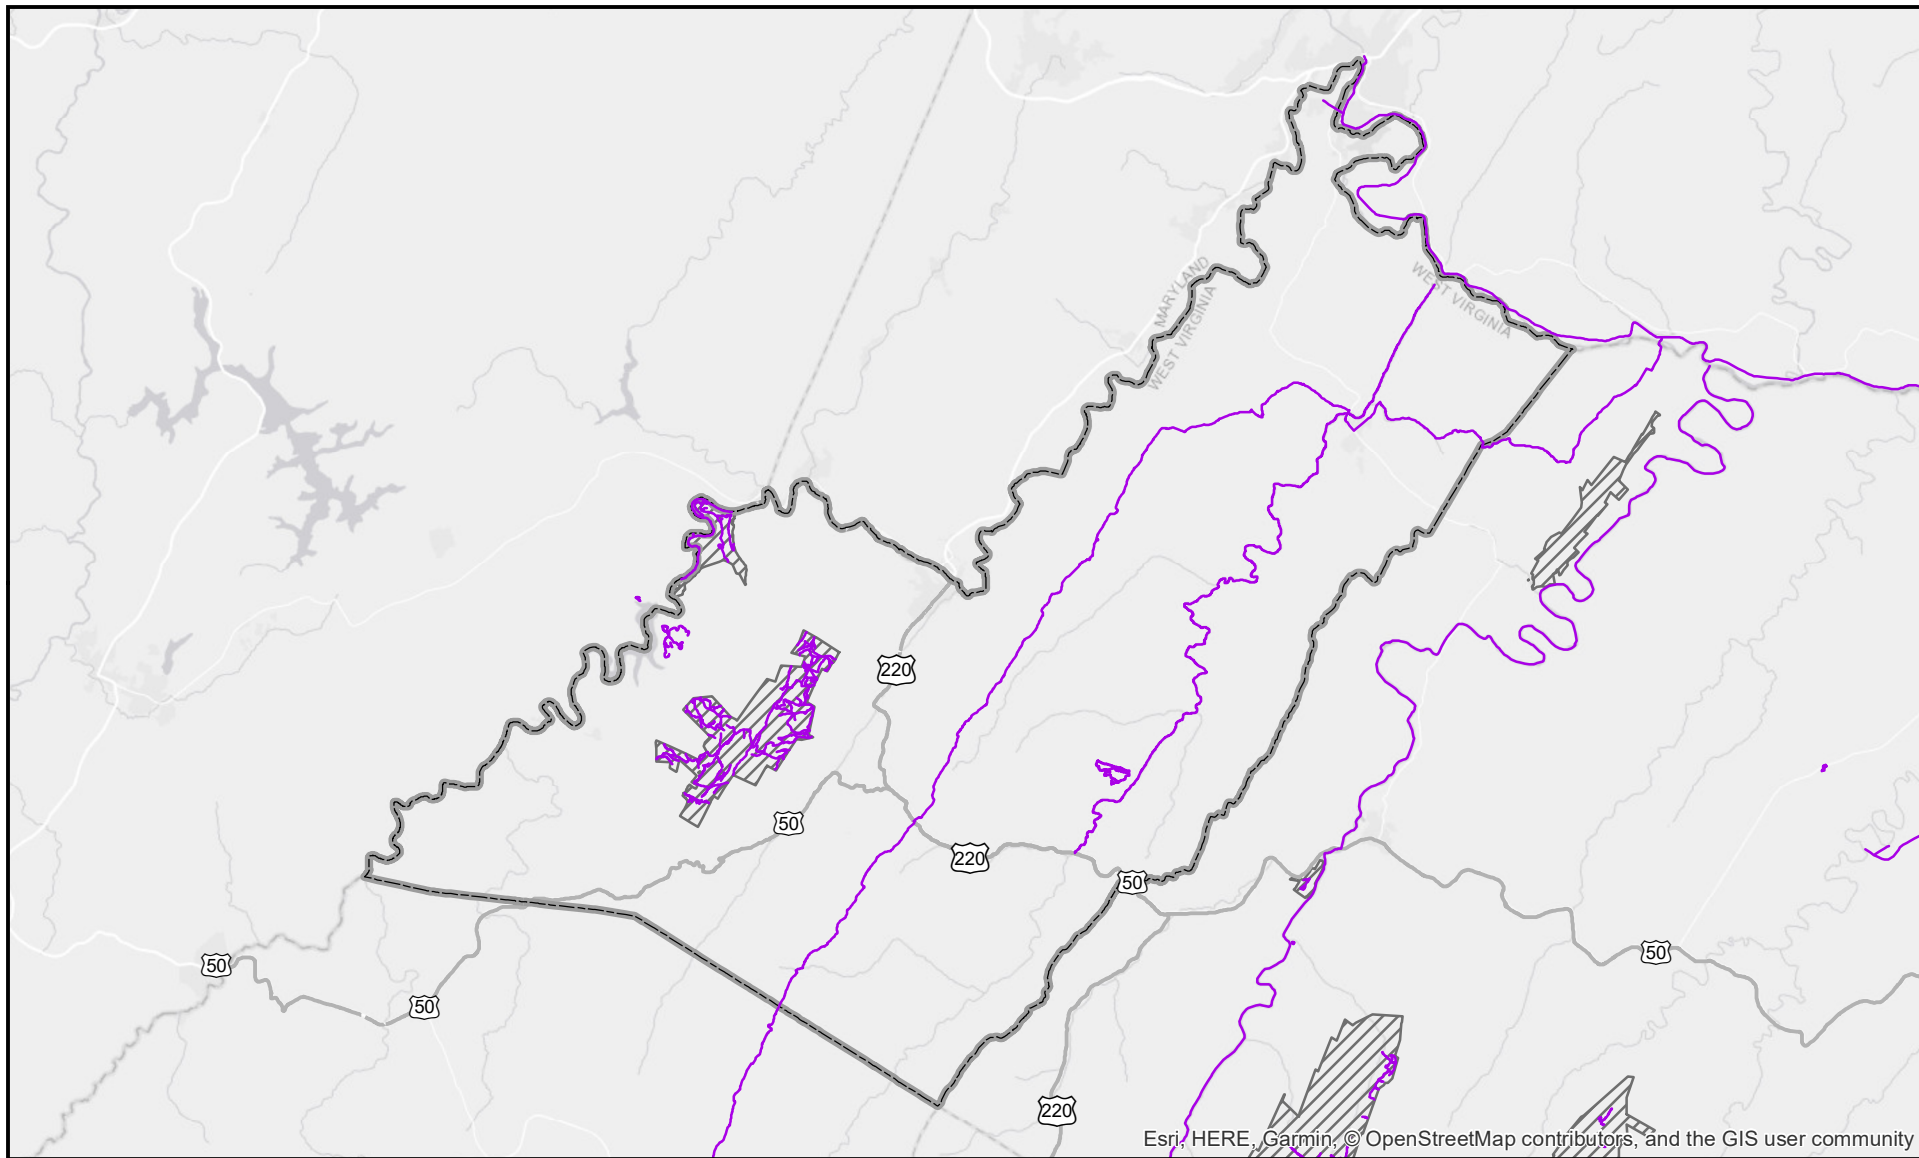 MARYLAND
WEST VIRGINIA
WEST VIRGINIA
220
50
220
50
50
50
50
220
Esri, HERE, Garmin, © OpenStreetMap contributors, and the GIS user community